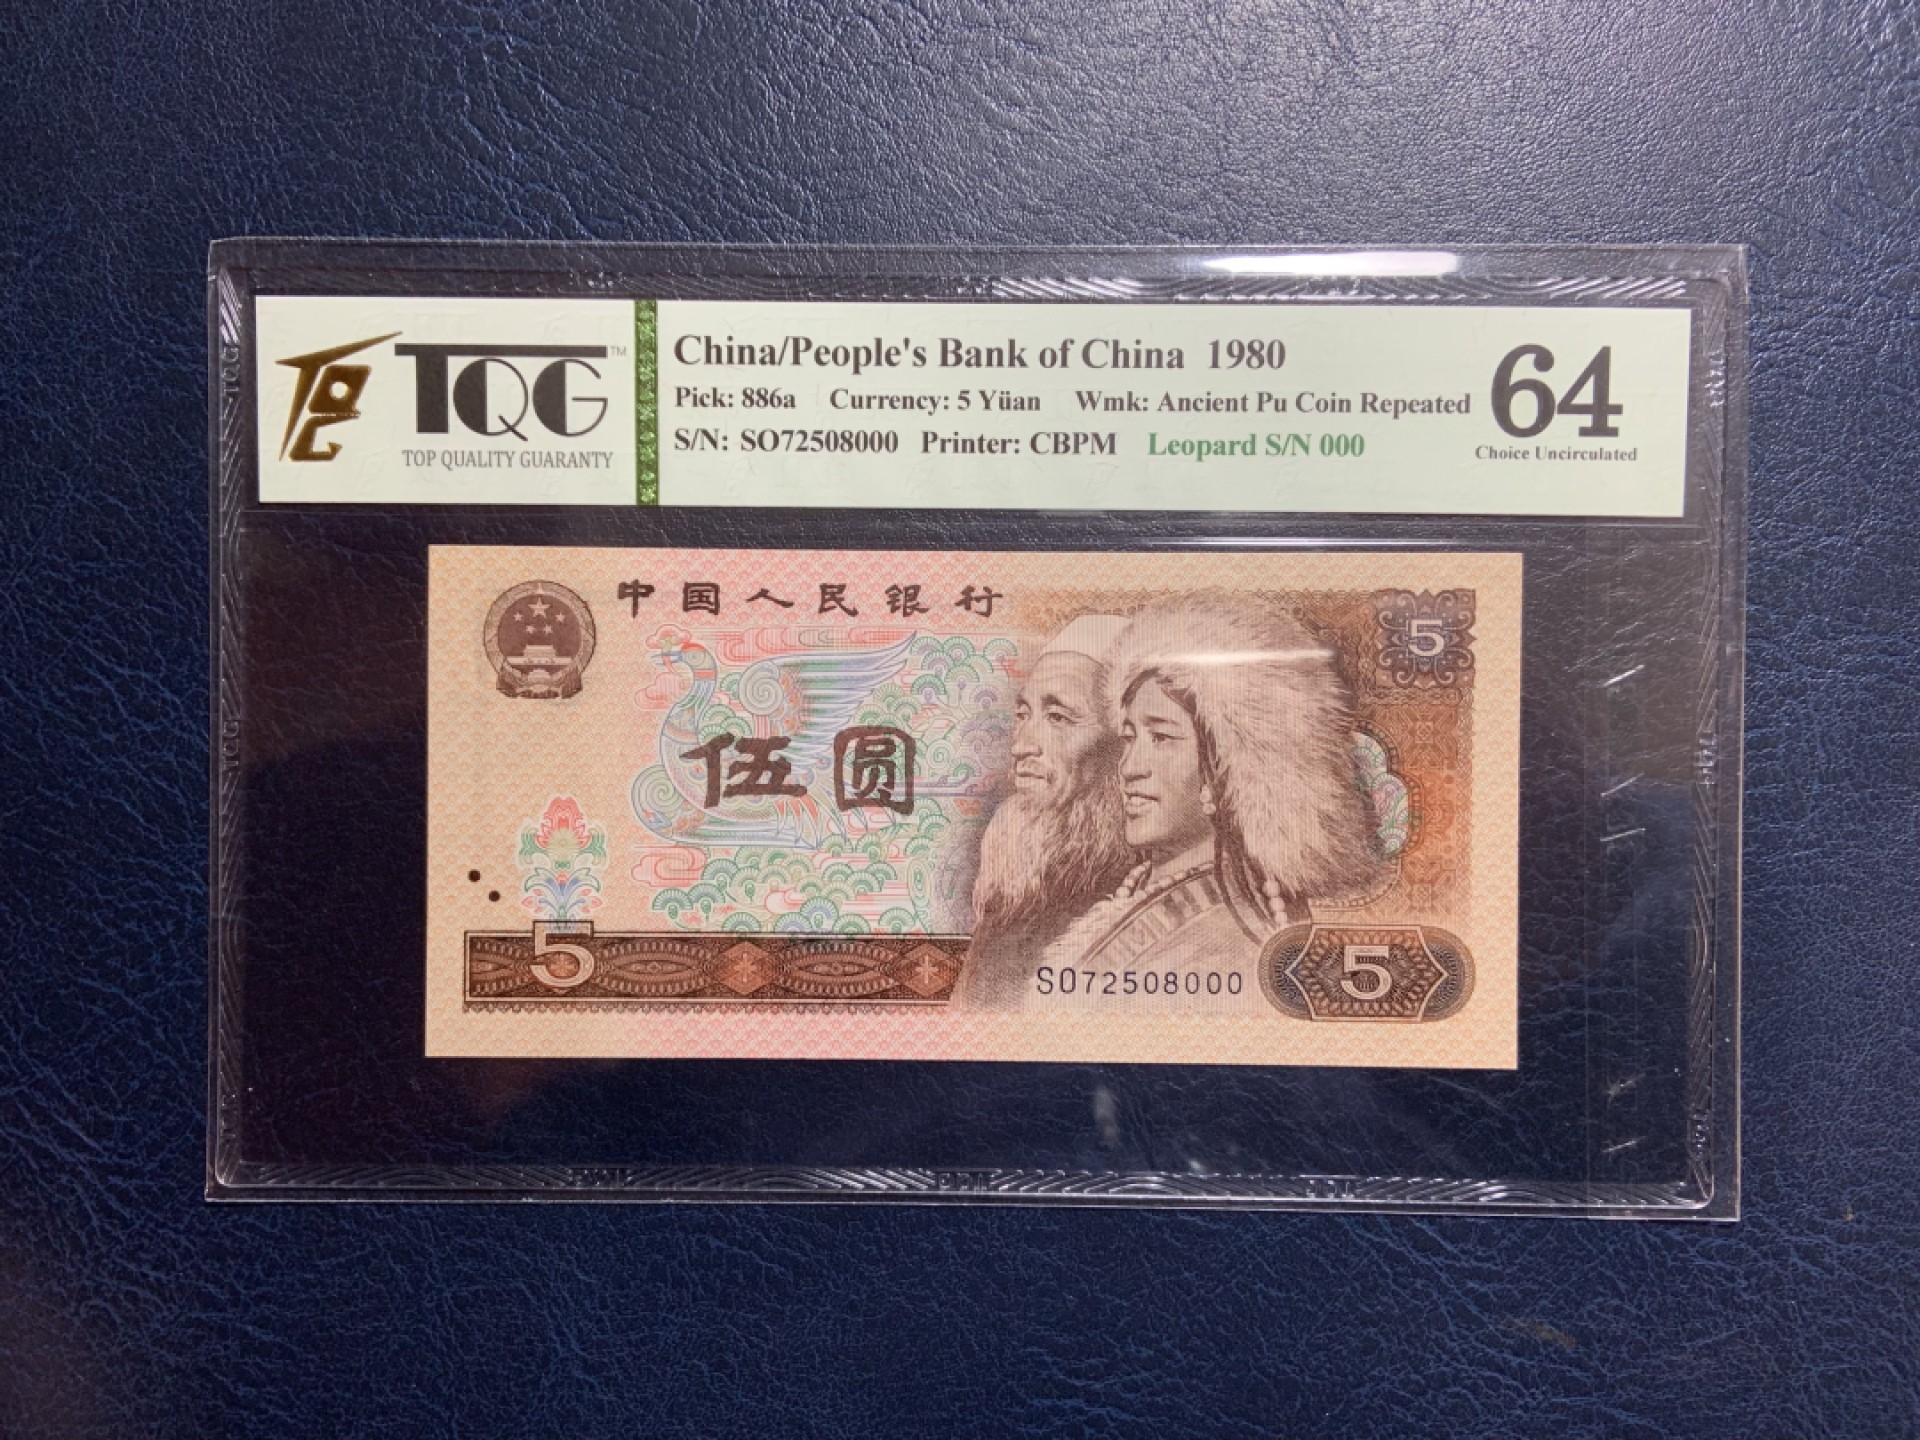 TQG™
TOP QUALITY GUARANTY
China/People's Bank of China 1980
Pick: 886a Currency: 5 Yüan Wmk: Ancient Pu Coin Repeated
S/N: SO72508000 Printer: CBPM Leopard S/N 000
64
Choice Uncirculated
中国人民银行
5
伍圆
5
SO72508000
5